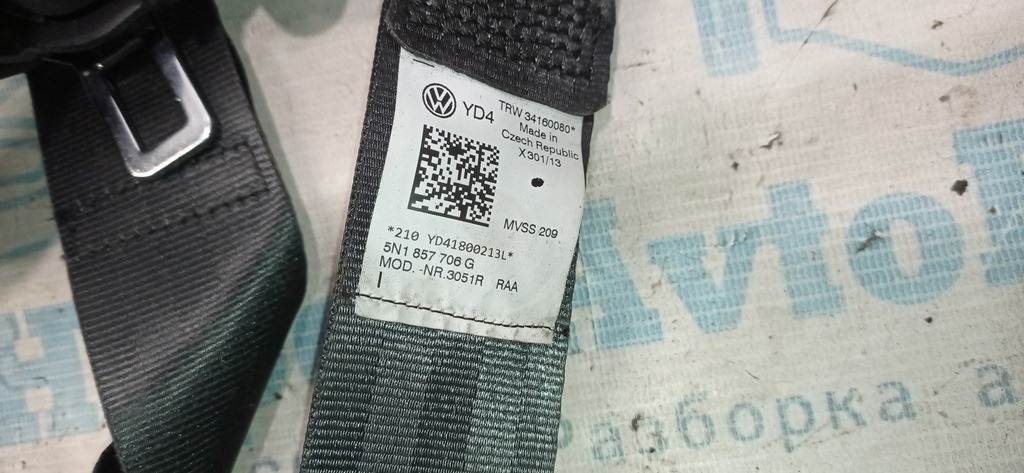 YD4
TRW 34160080*
Made in
Czech Republic
X301/13
MVSS 209
*210 YD41800213L*
5N1 857 706 G
MOD. -NR.3051R RAA
Avto
разборка а